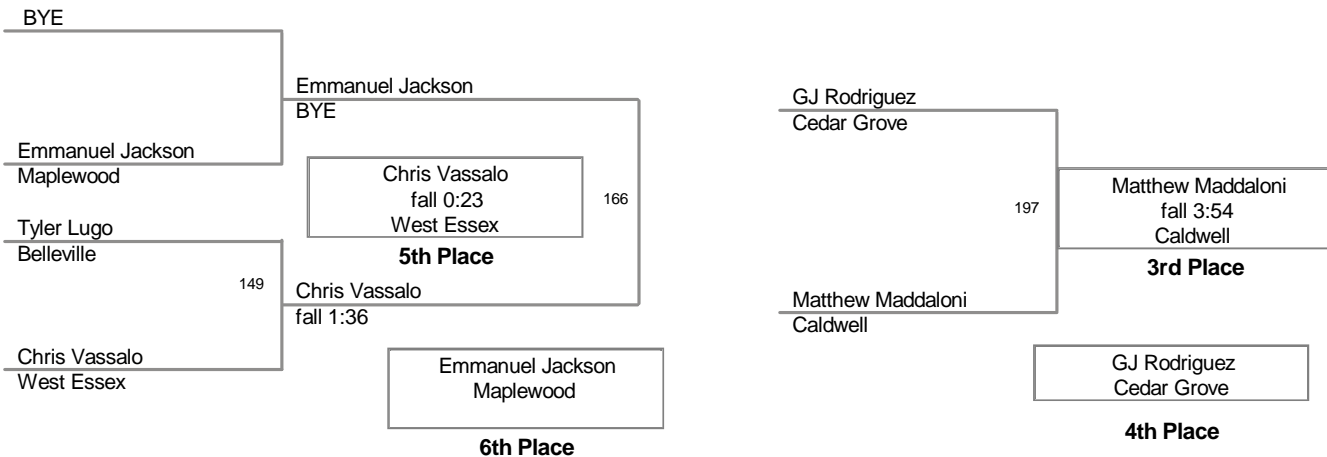 BYE
Emmanuel Jackson
BYE
Emmanuel Jackson
Maplewood
Chris Vassalo
fall 0:23
West Essex
5th Place
166
Tyler Lugo
Belleville
149
Chris Vassalo
fall 1:36
Chris Vassalo
West Essex
Emmanuel Jackson
Maplewood
6th Place
GJ Rodriguez
Cedar Grove
197
Matthew Maddaloni
fall 3:54
Caldwell
3rd Place
Matthew Maddaloni
Caldwell
GJ Rodriguez
Cedar Grove
4th Place